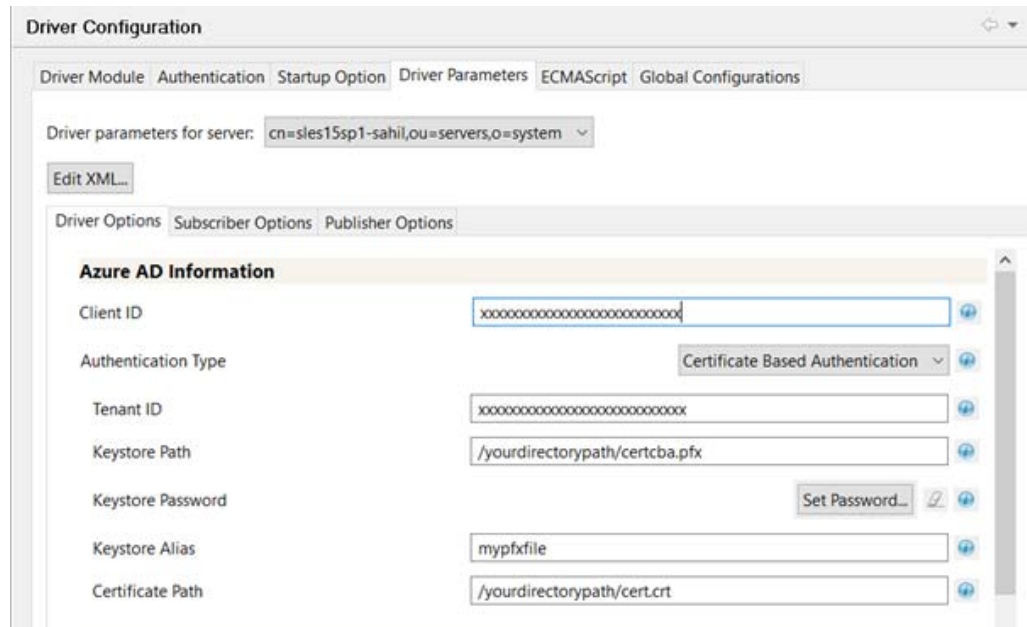 Driver Configuration
Driver Module Authentication Startup Option Driver Parameters ECMAScript Global Configurations
Driver parameters for server: cn=sles15sp1-sahil,ou=servers,o=system
Edit XML...
Driver Options Subscriber Options Publisher Options
Azure AD Information
Client ID xxxxxxxxxxxxxxxxxxxxxxxxxxx
Authentication Type Certificate Based Authentication
Tenant ID xxxxxxxxxxxxxxxxxxxxxxxxxxxx
Keystore Path /yourdirectorypath/certcba.pfx
Keystore Password Set Password...
Keystore Alias mypfxfile
Certificate Path /yourdirectorypath/cert.crt